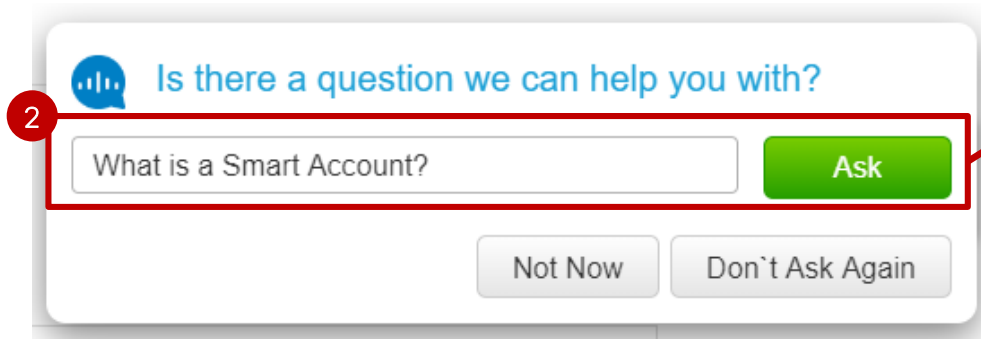 Is there a question we can help you with?
2
What is a Smart Account?
Ask
Not Now
Don`t Ask Again